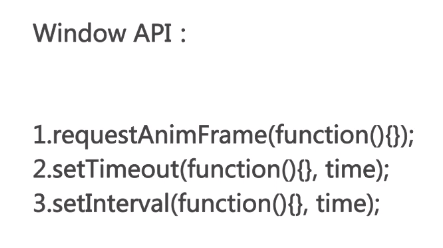 Window API：
1.requestAnimFrame(function(){});
2.setTimeout(function(){}, time);
3.setInterval(function(){}, time);